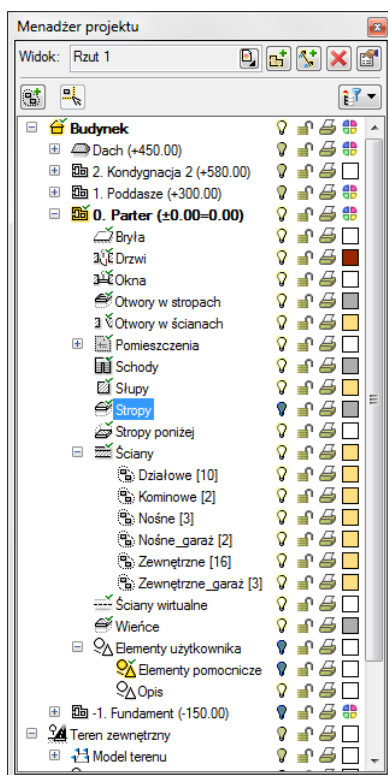 Menadżer projektu
Widok: Rzut 1
Budynek
Dach (+450.00)
2. Kondygnacja 2 (+580.00)
1. Poddasze (+300.00)
0. Parter (±0.00=0.00)
Bryła
Drzwi
Okna
Otwory w stropach
Otwory w ścianach
Pomieszczenia
Schody
Słupy
Stropy
Stropy poniżej
Ściany
Działowe [10]
Kominowe [2]
Nośne [3]
Nośne_garaż [2]
Zewnętrzne [16]
Zewnętrzne_garaż [3]
Ściany wirtualne
Wieńce
Elementy użytkownika
Elementy pomocnicze
Opis
-1. Fundament (-150.00)
Teren zewnętrzny
Model terenu